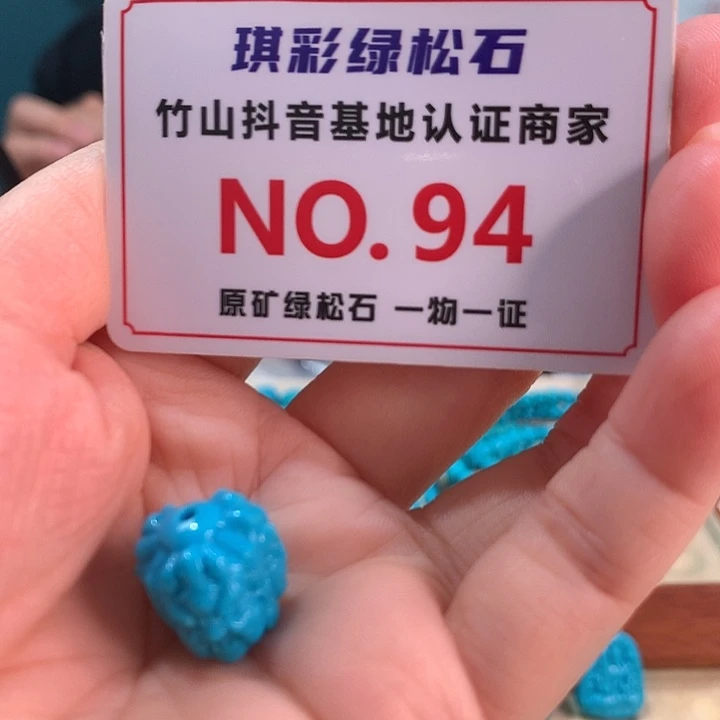 琪彩绿松石
竹山抖音基地认证商家
NO.94
原矿绿松石 一物一证